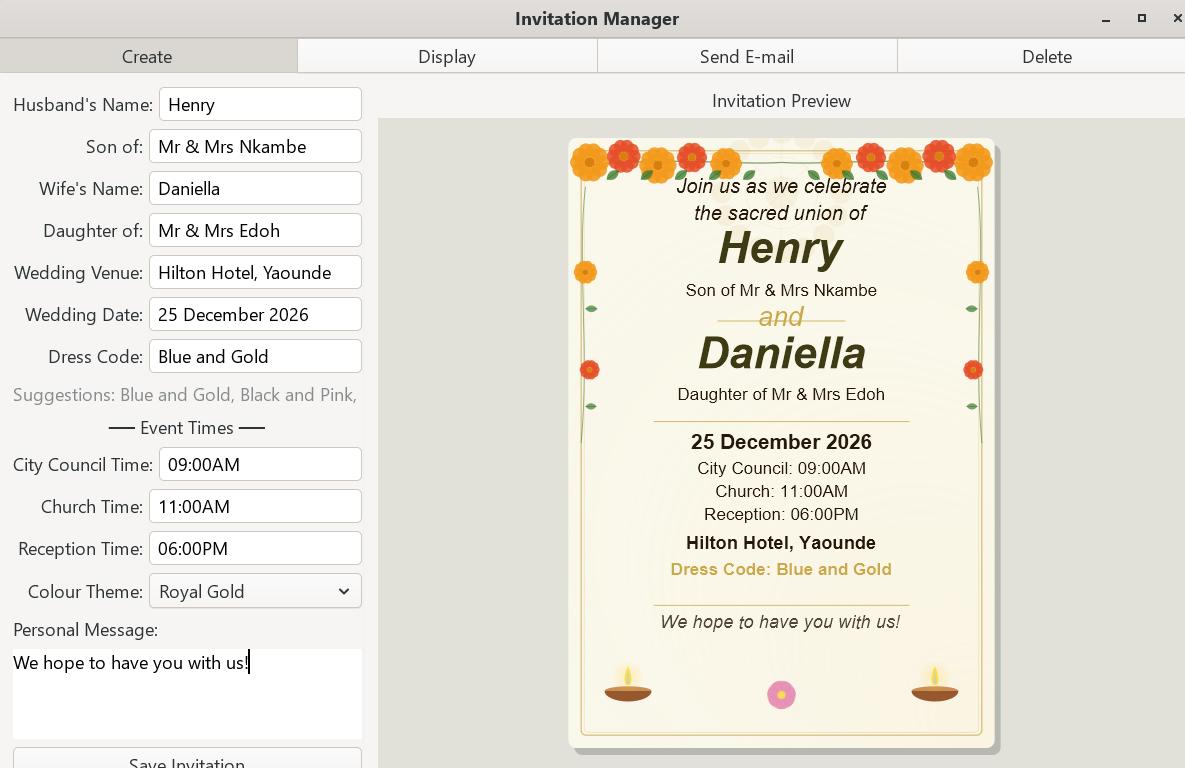 Invitation Manager
Create Display Send E-mail Delete
Husband's Name: Henry
Son of: Mr & Mrs Nkambe
Wife's Name: Daniella
Daughter of: Mr & Mrs Edoh
Wedding Venue: Hilton Hotel, Yaounde
Wedding Date: 25 December 2026
Dress Code: Blue and Gold
Suggestions: Blue and Gold, Black and Pink,
Event Times
City Council Time: 09:00AM
Church Time: 11:00AM
Reception Time: 06:00PM
Colour Theme: Royal Gold
Personal Message:
We hope to have you with us!
Save Invitation
Invitation Preview
Join us as we celebrate
the sacred union of
Henry
Son of Mr & Mrs Nkambe
and
Daniella
Daughter of Mr & Mrs Edoh
25 December 2026
City Council: 09:00AM
Church: 11:00AM
Reception: 06:00PM
Hilton Hotel, Yaounde
Dress Code: Blue and Gold
We hope to have you with us!